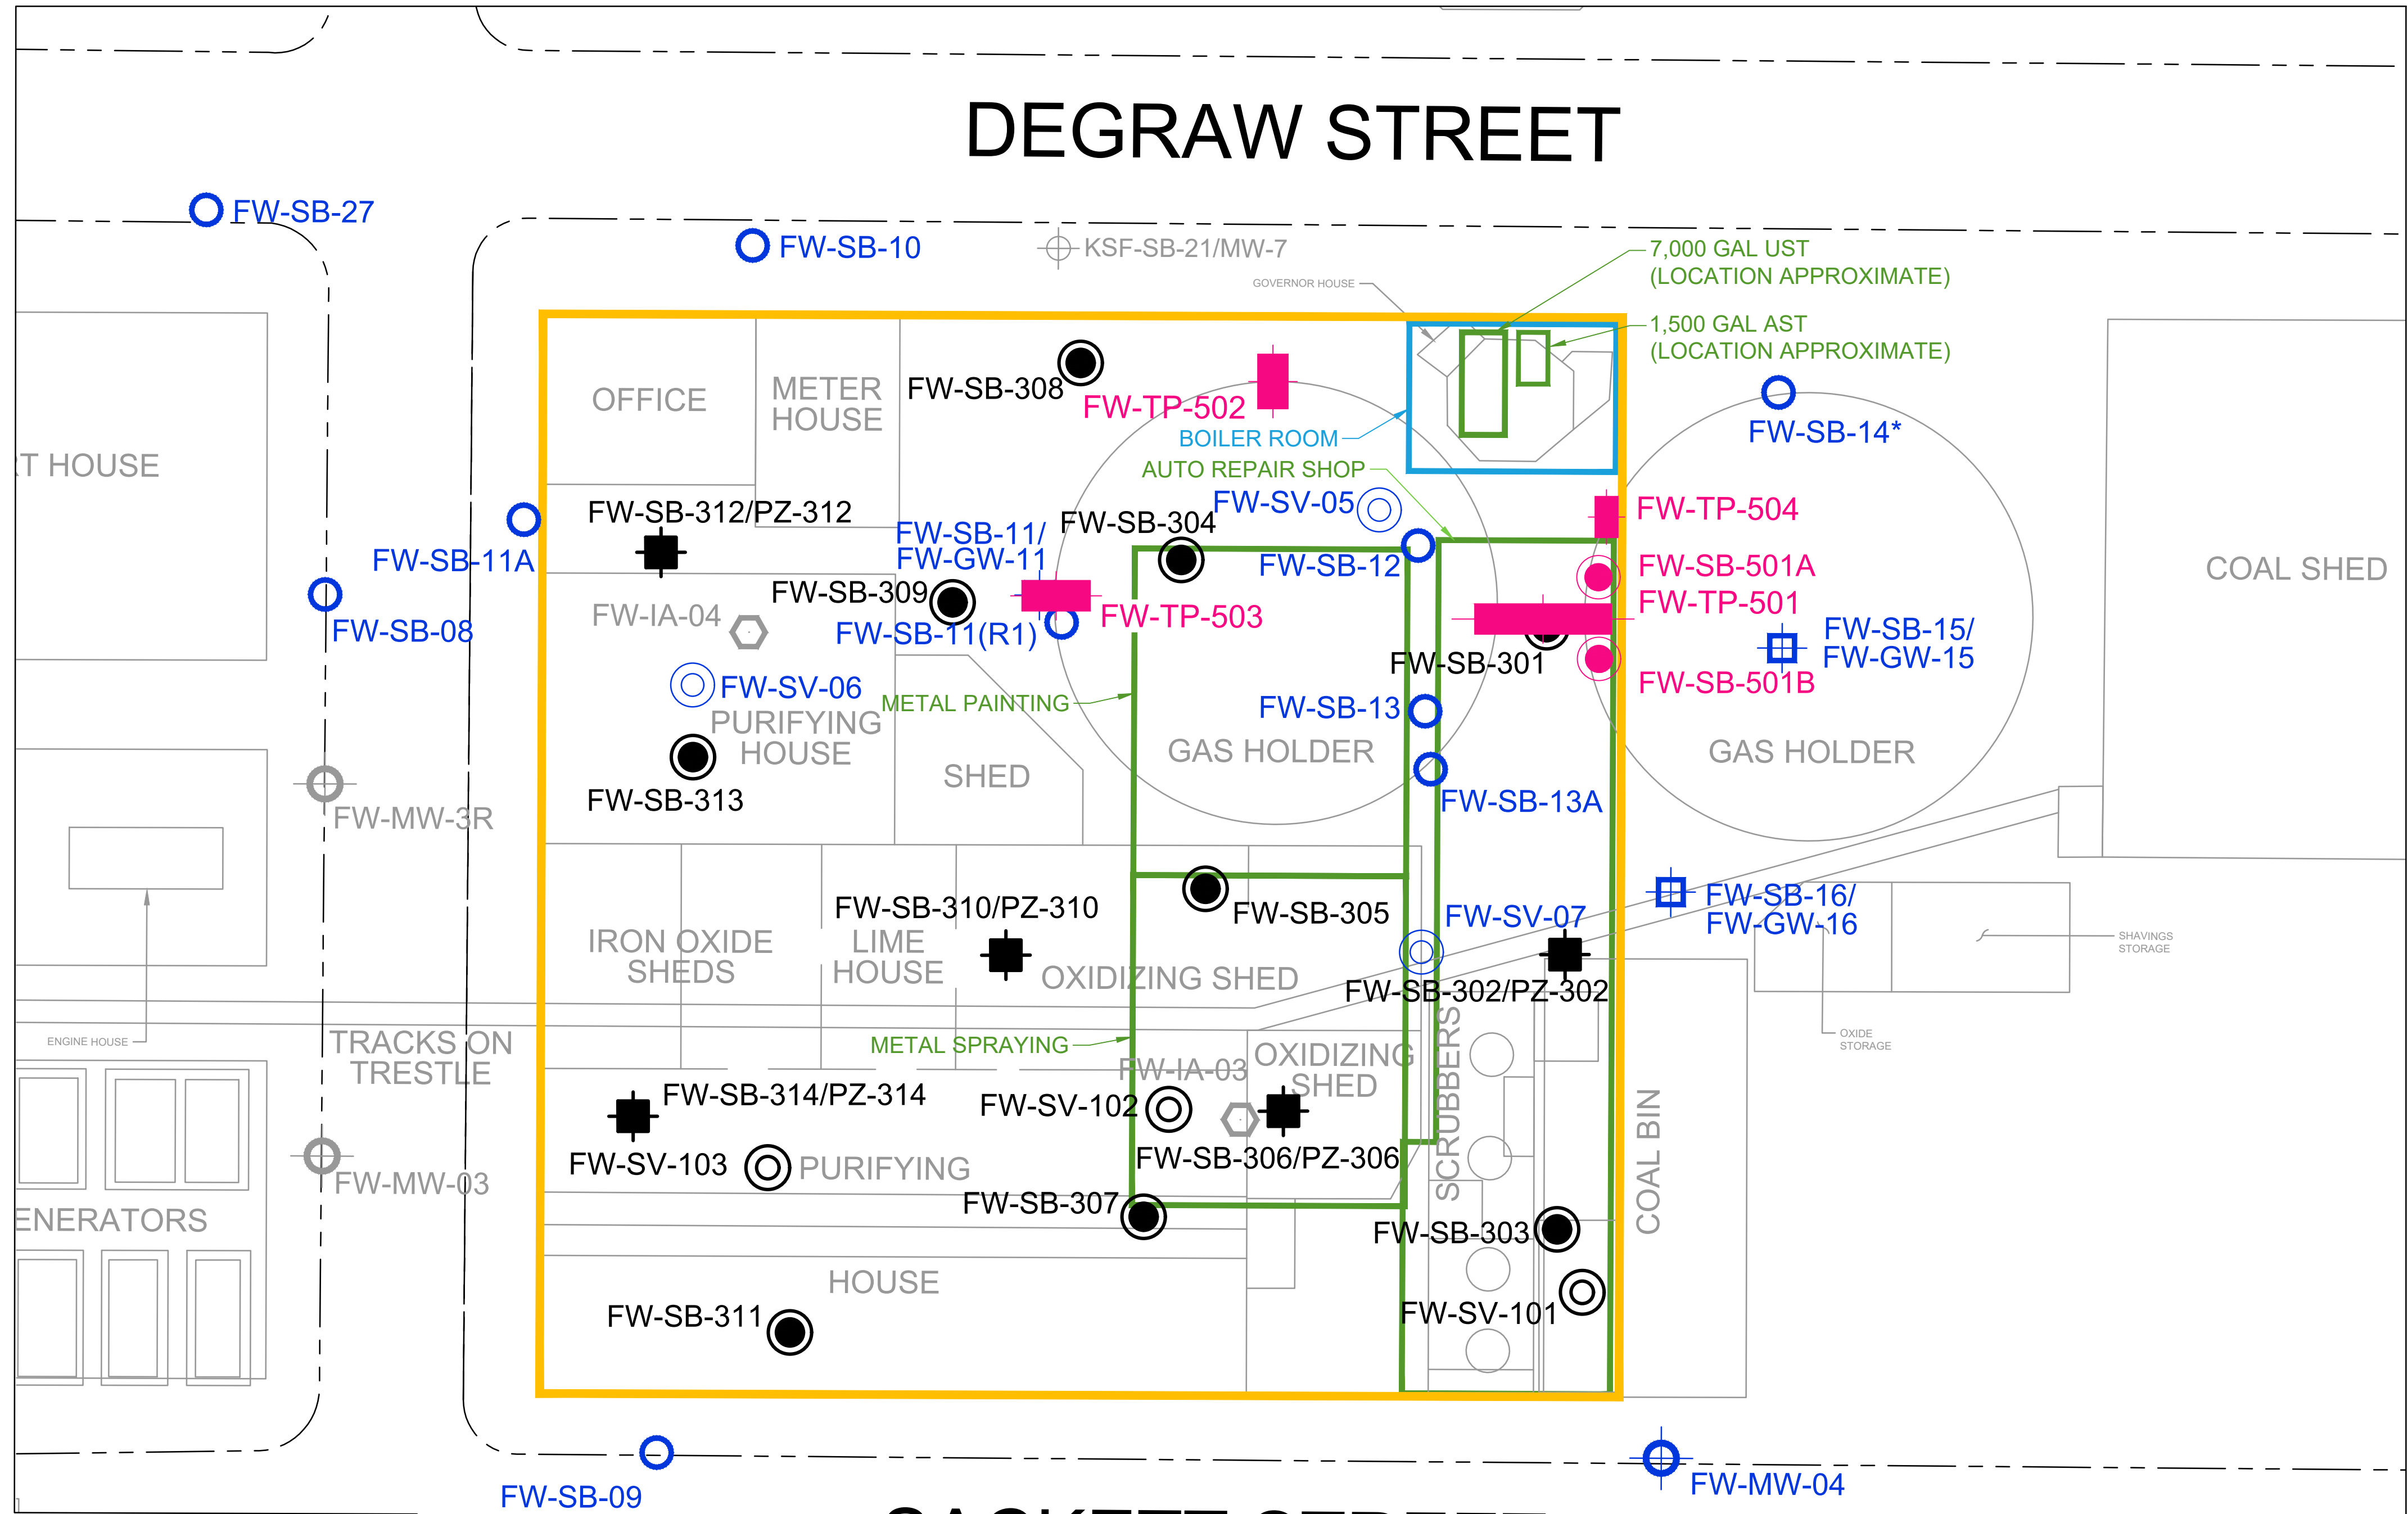 DEGRAW STREET
FW-SB-27
FW-SB-10
KSF-SB-21/MW-7
7,000 GAL UST
(LOCATION APPROXIMATE)
GOVERNOR HOUSE
1,500 GAL AST
(LOCATION APPROXIMATE)
OFFICE
METER
HOUSE
FW-SB-308
FW-TP-502
BOILER ROOM
FW-SB-14*
AUTO REPAIR SHOP
RT HOUSE
FW-SB-312/PZ-312
FW-SB-11/
FW-GW-11
FW-SB-304
FW-SV-05
FW-TP-504
FW-SB-11A
FW-SB-12
FW-SB-501A
COAL SHED
FW-SB-309
FW-TP-501
FW-IA-04
FW-TP-503
FW-SB-08
FW-SB-11(R1)
FW-SB-15/
FW-GW-15
FW-SB-301
FW-SV-06
FW-SB-501B
METAL PAINTING
FW-SB-13
PURIFYING
HOUSE
GAS HOLDER
GAS HOLDER
SHED
FW-SB-313
FW-SB-13A
FW-MW-3R
FW-SB-310/PZ-310
FW-SB-305
FW-SV-07
FW-SB-16/
FW-GW-16
IRON OXIDE
SHEDS
LIME
HOUSE
OXIDIZING SHED
SHAVINGS
STORAGE
FW-SB-302/PZ-302
ENGINE HOUSE
TRACKS ON
TRESTLE
METAL SPRAYING
OXIDE
STORAGE
FW-IA-03
OXIDIZING
SHED
SCRUBBERS
COAL BIN
FW-SB-314/PZ-314
FW-SV-102
FW-SV-103
PURIFYING
FW-SB-306/PZ-306
FW-MW-03
ENERATORS
FW-SB-307
FW-SB-303
HOUSE
FW-SB-311
FW-SV-101
FW-SB-09
FW-MW-04
SACKETT STREET